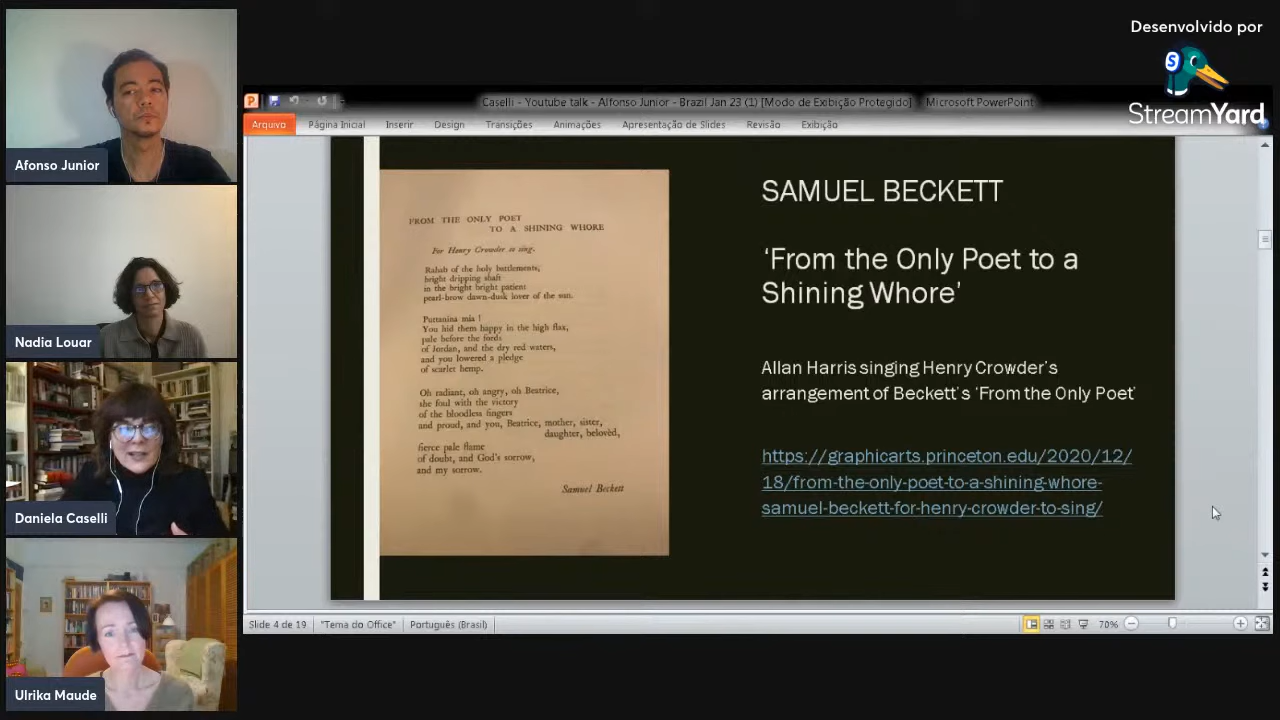 Desenvolvido por
S
StreamYard
Afonso Junior
Nadia Louar
Daniela Caselli
Ulrika Maude
Caselli - Youtube talk - Alfonso Junior - Brazil Jan 23 (1) [Modo de Exibição Protegido] - Microsoft PowerPoint
Arquivo Página Inicial Inserir Design Transições Animações Apresentação de Slides Revisão Exibição
FROM THE ONLY POET
TO A SHINING WHORE
For Henry Crowder to sing.
Rahab of the holy battlements,
bright dripping shaft
in the bright bright patient
pearl-brow dawn-dusk lover of the sun.
Puttanina mia !
You hid them happy in the high flax,
pale before the fords
of Jordan, and the dry red waters,
and you lowered a pledge
of scarlet hemp.
Oh radiant, oh angry, oh Beatrice,
she foul with the victory
of the bloodless fingers
and proud, and you, Beatrice, mother, sister,
daughter, belovèd,
fierce pale flame
of doubt, and God's sorrow,
and my sorrow.
Samuel Beckett
SAMUEL BECKETT
‘From the Only Poet to a
Shining Whore’
Allan Harris singing Henry Crowder’s
arrangement of Beckett’s ‘From the Only Poet’
https://graphicarts.princeton.edu/2020/12/
18/from-the-only-poet-to-a-shining-whore-
samuel-beckett-for-henry-crowder-to-sing/
Slide 4 de 19 "Tema do Office" Português (Brasil) 70%